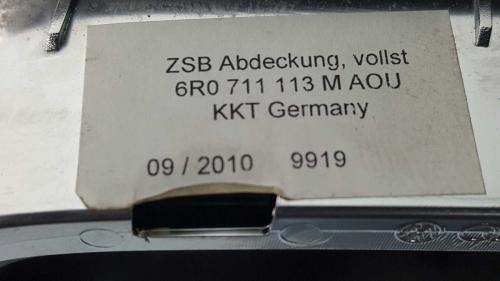 ZSB Abdeckung, vollst
6R0 711 113 M AOU
KKT Germany
09 / 2010 9919